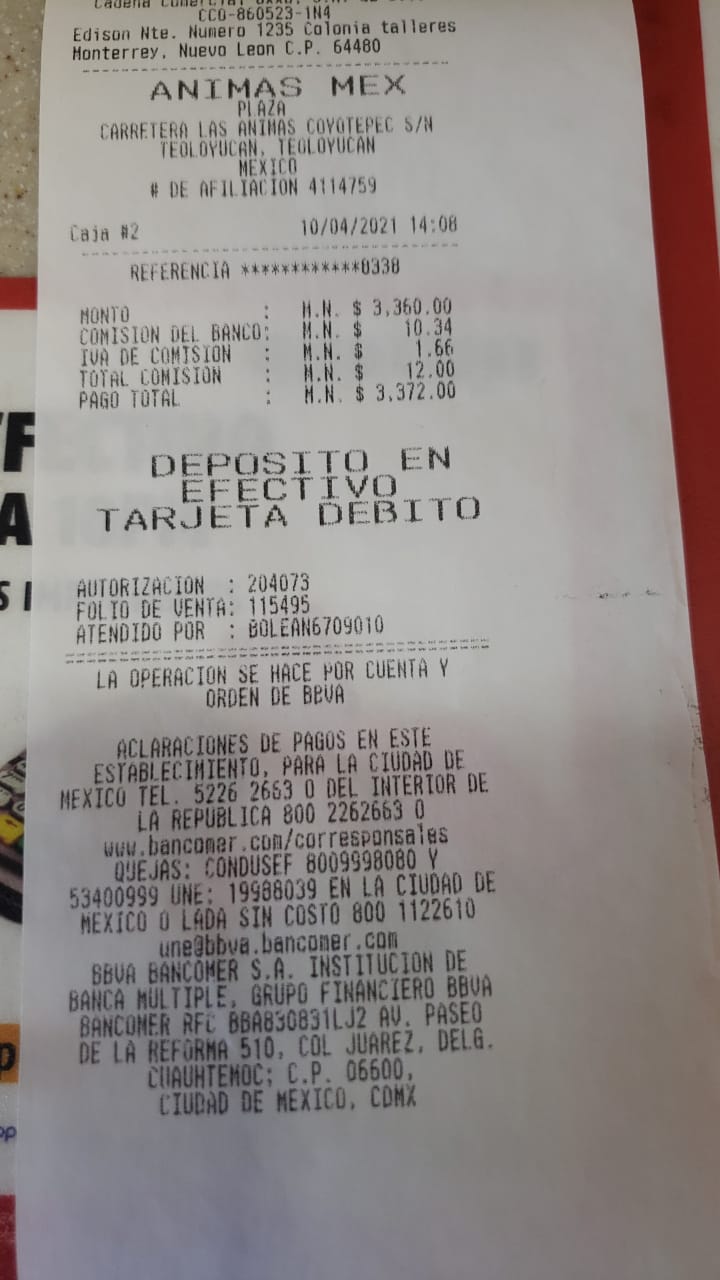 Cadena Comercial OXXO, S.A. de
CCO-860523-1N4
Edison Nte. Numero 1235 Colonia talleres
Monterrey, Nuevo Leon C.P. 64480
ANIMAS MEX
PLAZA
CARRETERA LAS ANIMAS COYOTEPEC S/N
TEOLOYUCAN, TEOLOYUCAN
MEXICO
# DE AFILIACION 4114759
Caja #2 10/04/2021 14:08
REFERENCIA ************0338
MONTO : M.N. $ 3,360.00
COMISION DEL BANCO: M.N. $ 10.34
IVA DE COMISION : M.N. $ 1.66
TOTAL COMISION : M.N. $ 12.00
PAGO TOTAL : M.N. $ 3,372.00
DEPOSITO EN
EFECTIVO
TARJETA DEBITO
AUTORIZACION : 204073
FOLIO DE VENTA: 115495
ATENDIDO POR : BOLEAN6709010
LA OPERACION SE HACE POR CUENTA Y
ORDEN DE BBVA
ACLARACIONES DE PAGOS EN ESTE
ESTABLECIMIENTO, PARA LA CIUDAD DE
MEXICO TEL. 5226 2663 O DEL INTERIOR DE
LA REPUBLICA 800 2262663 O
www.bancomer.com/corresponsales
QUEJAS: CONDUSEF 8009998080 Y
53400999 UNE: 19988039 EN LA CIUDAD DE
MEXICO O LADA SIN COSTO 800 1122610
une@bbva.bancomer.com
BBVA BANCOMER S.A. INSTITUCION DE
BANCA MULTIPLE, GRUPO FINANCIERO BBVA
BANCOMER RFC BBA830831LJ2 AV. PASEO
DE LA REFORMA 510, COL JUAREZ, DELG.
CUAUHTEMOC; C.P. 06600,
CIUDAD DE MEXICO, CDMX